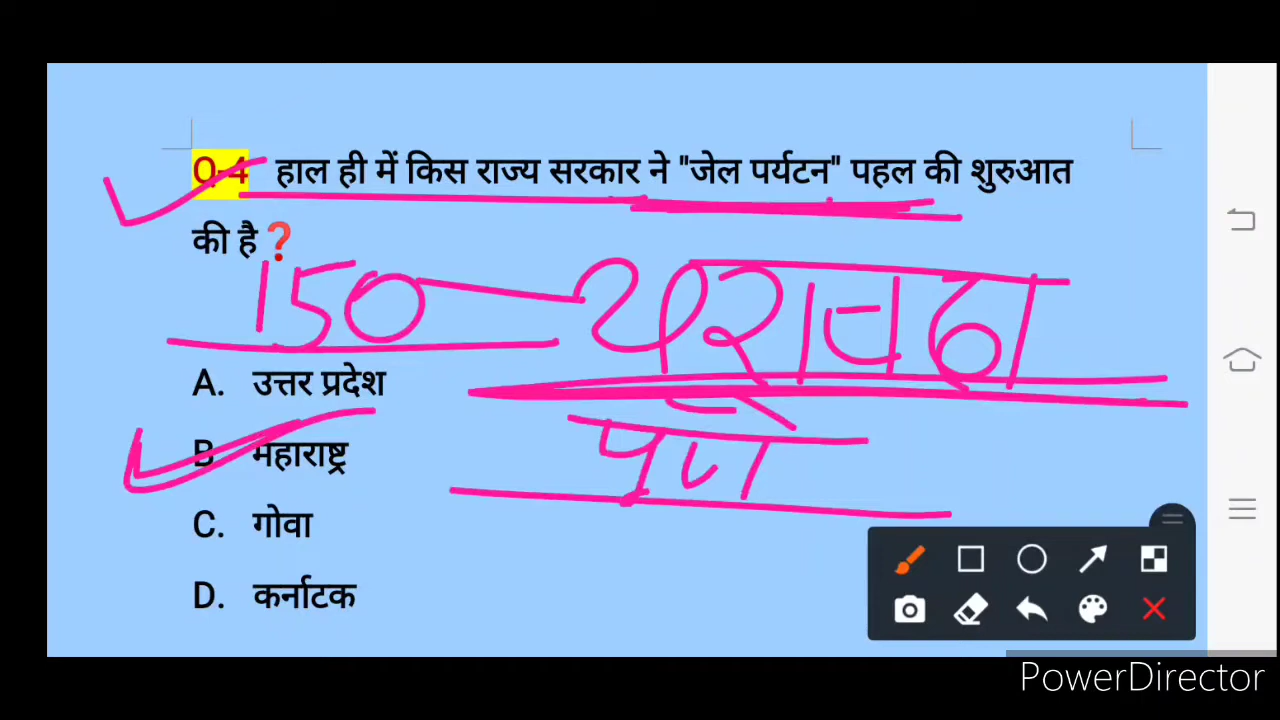 Q-4 हाल ही में किस राज्य सरकार ने "जेल पर्यटन" पहल की शुरुआत
की है❓
150 यरावदा
A. उत्तर प्रदेश
पुणे
B महाराष्ट्र
C. गोवा
D. कर्नाटक
PowerDirector